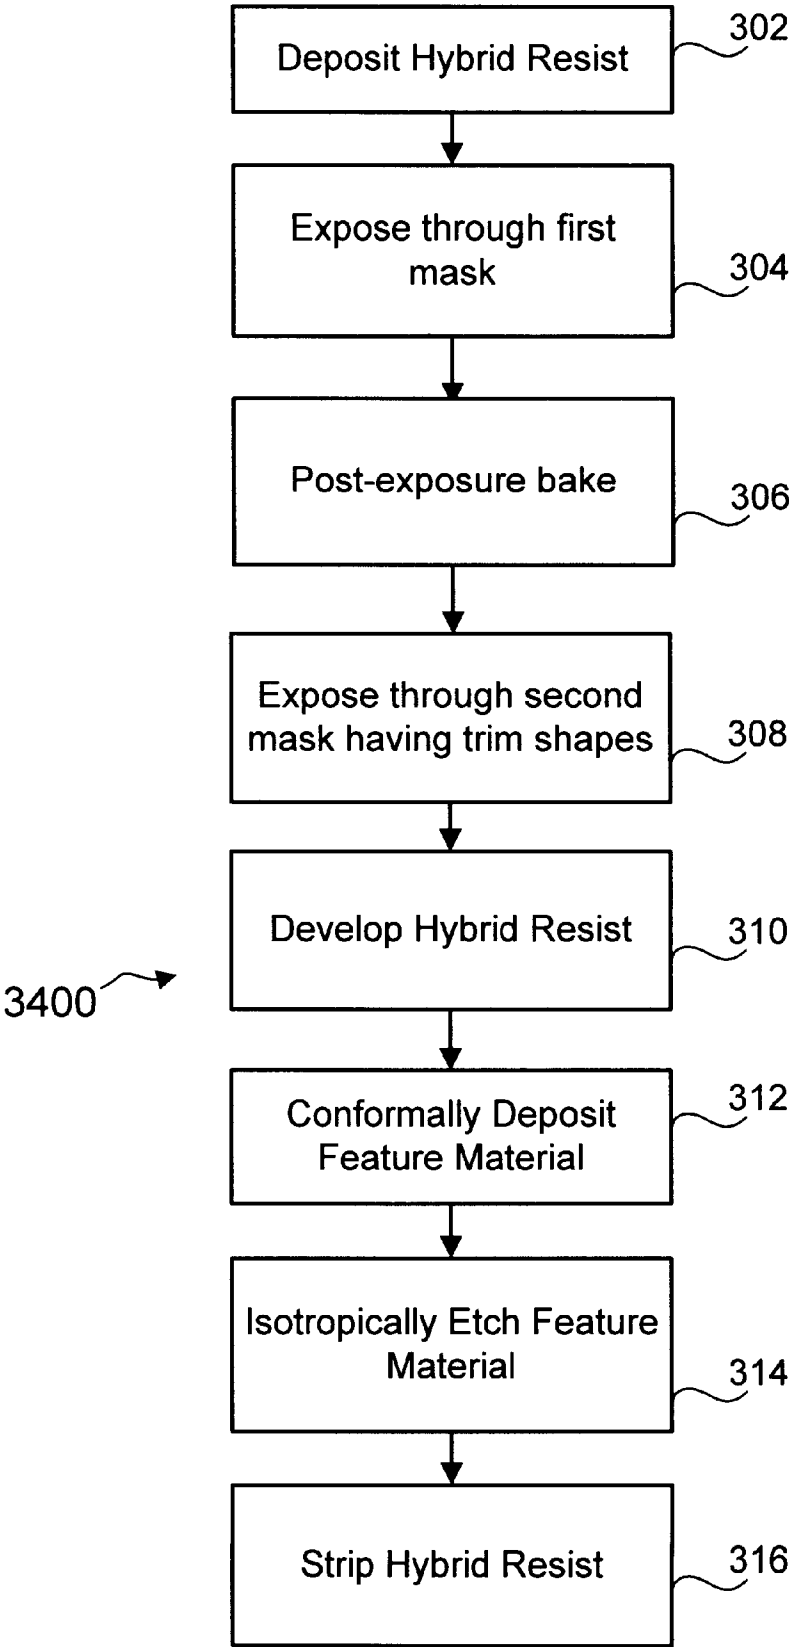 302
Deposit Hybrid Resist
Expose through first
mask
304
Post-exposure bake
306
Expose through second
mask having trim shapes
308
Develop Hybrid Resist
310
3400
Conformally Deposit
Feature Material
312
Isotropically Etch Feature
Material
314
Strip Hybrid Resist
316